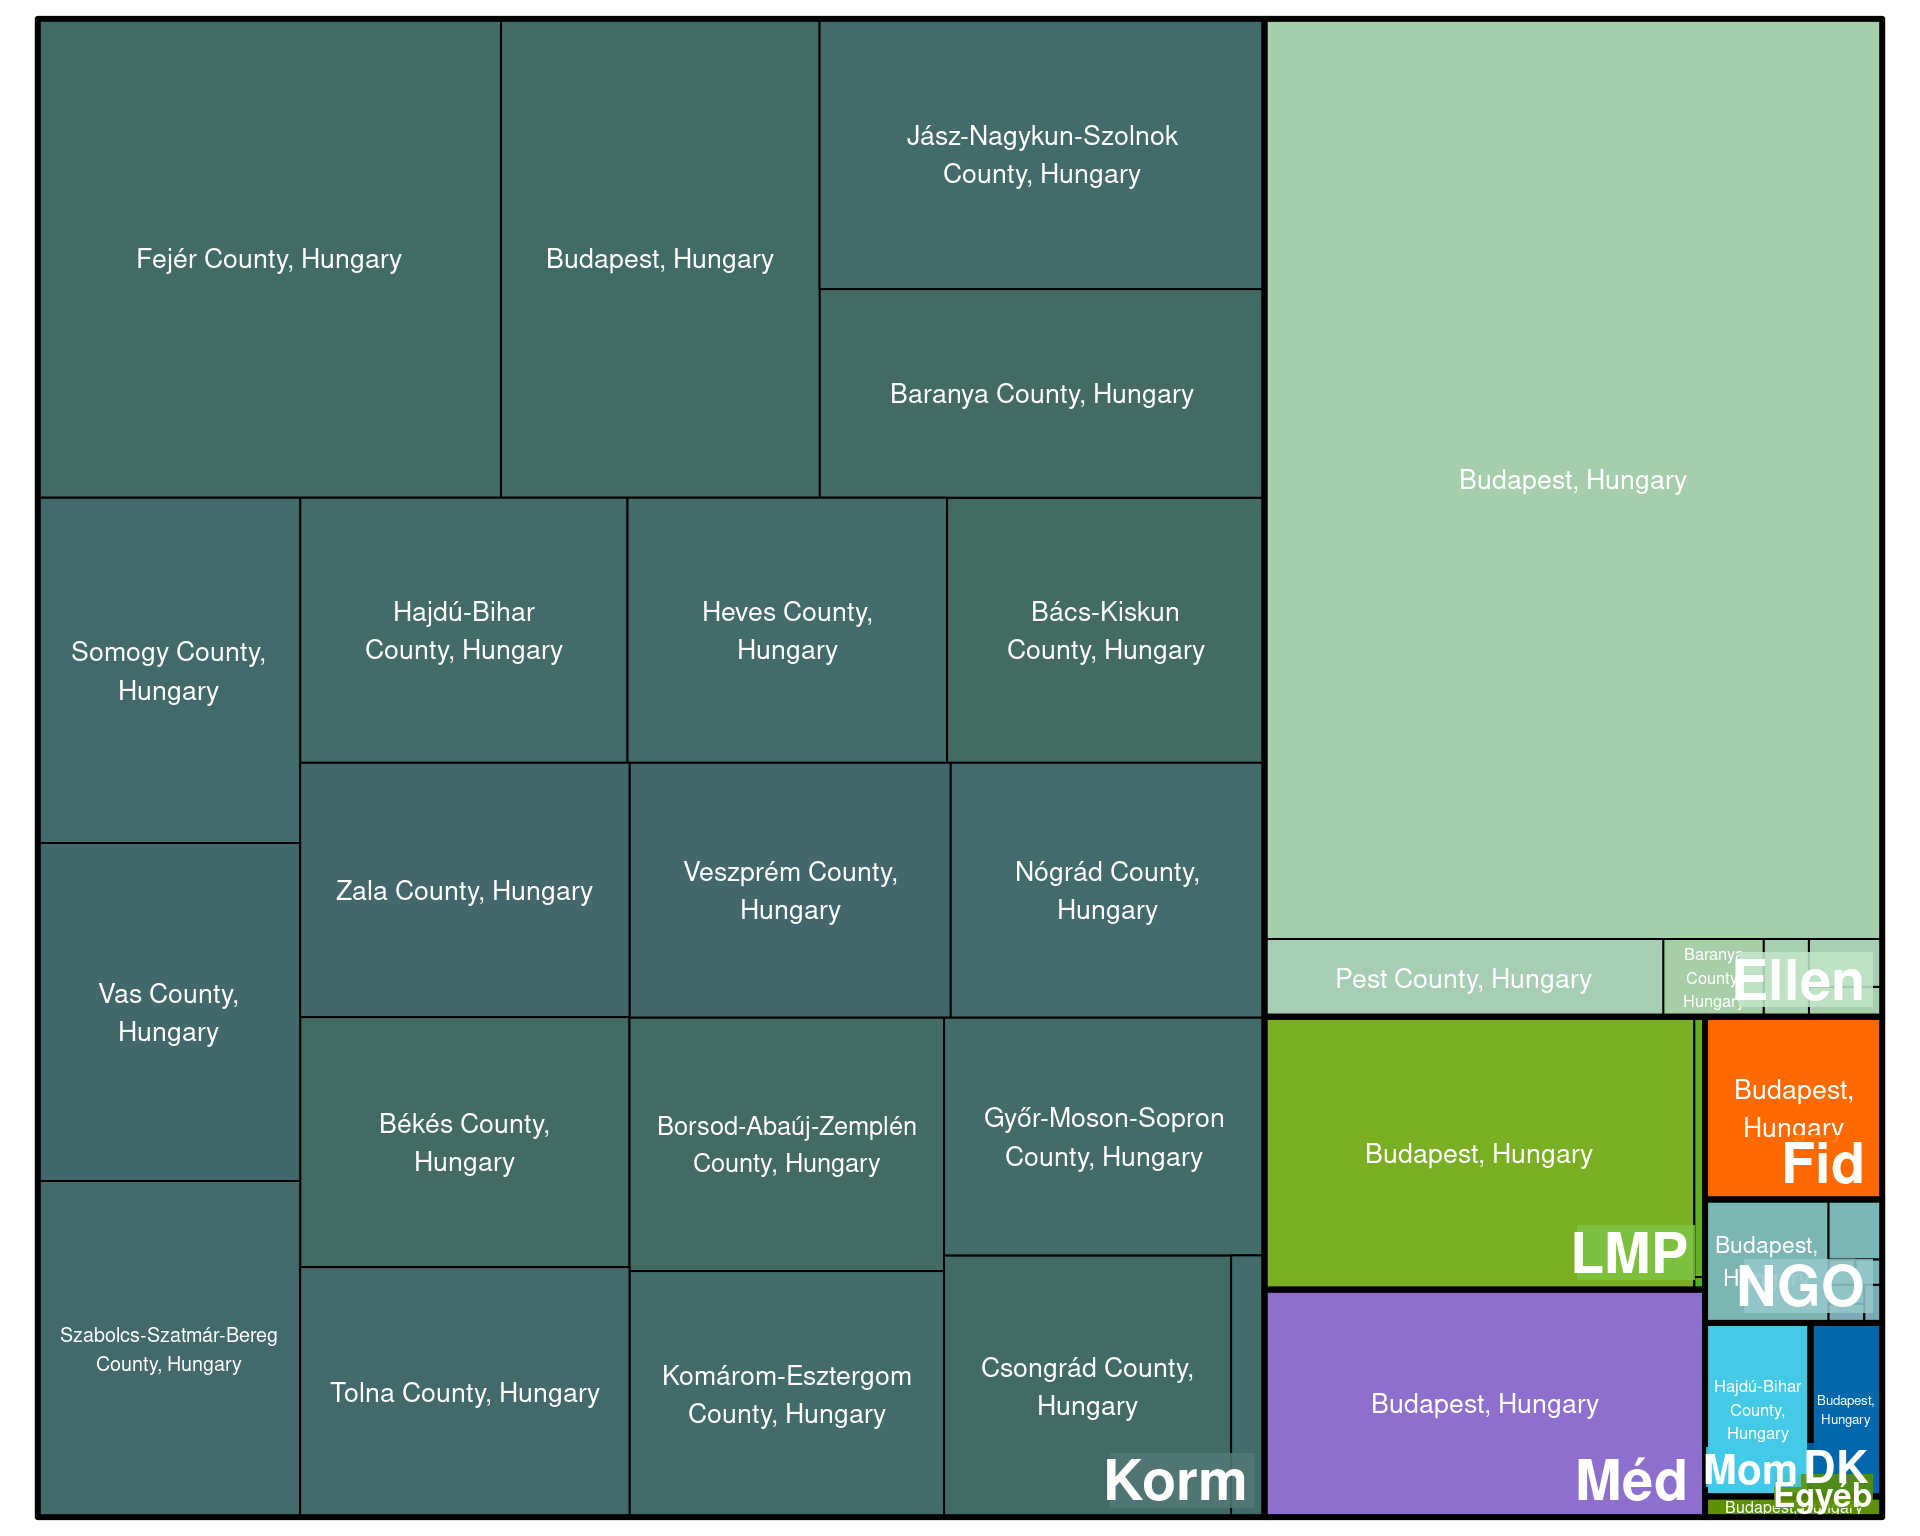 Fejér County, Hungary
Budapest, Hungary
Jász-Nagykun-Szolnok
County, Hungary
Baranya County, Hungary
Somogy County,
Hungary
Hajdú-Bihar
County, Hungary
Heves County,
Hungary
Bács-Kiskun
County, Hungary
Vas County,
Hungary
Zala County, Hungary
Veszprém County,
Hungary
Nógrád County,
Hungary
Szabolcs-Szatmár-Bereg
County, Hungary
Békés County,
Hungary
Borsod-Abaúj-Zemplén
County, Hungary
Győr-Moson-Sopron
County, Hungary
Tolna County, Hungary
Komárom-Esztergom
County, Hungary
Csongrád County,
Hungary
Korm
Budapest, Hungary
Pest County, Hungary
Baranya
County,
Hungary
Ellen
Budapest, Hungary
LMP
Budapest, Hungary
Méd
Budapest,
Hungary
Fid
Budapest,
NGO
Hajdú-Bihar
County,
Hungary
Mom
Budapest,
Hungary
DK
Budapest, Hungary
Egyéb